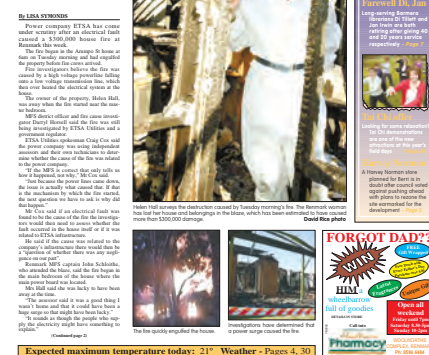 By LISA SYMONDS
Power company ETSA has come
under scrutiny after an electrical fault
caused a $300,000 house fire at
Renmark this week.
The fire began in the Arumpo St home at
6am on Tuesday morning and had engulfed
the property before fire crews arrived.
Fire investigators believe the fire was
caused by a high voltage powerline falling
onto a low voltage transmission line, which
then over heated the electrical system at the
house.
The owner of the property, Helen Hall,
was away when the fire started near the mas-
ter bedroom.
MFS district officer and fire cause investi-
gator Darryl Horsell said the fire was still
being investigated by ETSA Utilities and a
government regulator.
ETSA Utilities spokesman Craig Cox said
the power company was using independent
assessors and their own technicians to deter-
mine whether the cause of the fire was related
to the power company.
"If the MFS is correct that only tells us
how it happened, not why," Mr Cox said.
"Just because the power lines came down,
the issue is actually what caused that. If that
is the mechanism by which the fire started,
the next question we have to ask is why did
that happen."
Mr Cox said if an electrical fault was
found to be the cause of the fire the investiga-
tors would then need to assess whether the
fault occurred in the house itself or if it was
related to ETSA infrastructure.
He said if the cause was related to the
company's infrastructure there would then be
a "question of whether there was any negli-
gence on our part".
Renmark MFS captain John Schloithe,
who attended the blaze, said the fire began in
the main bedroom of the house where the
main power board was located.
Mrs Hall said she was lucky to have been
away at the time.
"The assessor said it was a good thing I
wasn't home and that it could have been a
huge surge so that might have been lucky."
"It sounds as though the people who sup-
ply the electricity might have something to
explain."
(Continued page 2)
Helen Hall surveys the destruction caused by Tuesday morning's fire. The Renmark woman
has lost her house and belongings in the blaze, which has been estimated to have caused
more than $300,000 damage.
David Rice photo
The fire quickly engulfed the house.
Investigations have determined that
a power surge caused the fire
Expected maximum temperature today: 21° Weather - Pages 4, 30
Farewell Di, Jan
Long-serving Barmera
librarians Di Tillett and
Jan Irwin are both
retiring after giving 40
and 20 years service
respectively - Page 7
Tai Chi offer
Looking for some relaxation?
Tai Chi demonstrations
are one of the new
attractions at this year's
field days
A Harvey Norman store
planned for Berri is in
doubt after council voted
against pushing ahead
with plans to rezone the
site earmarked for the
development
FORGOT DAD??
WIN
HIM a
wheelbarrow
full of goodies
FREE
Gift Wrapping
Open all
weekend
Friday until 7pm
Call into
Pharmacy
WOOLWORTHS
COMPLEX, RENMARK